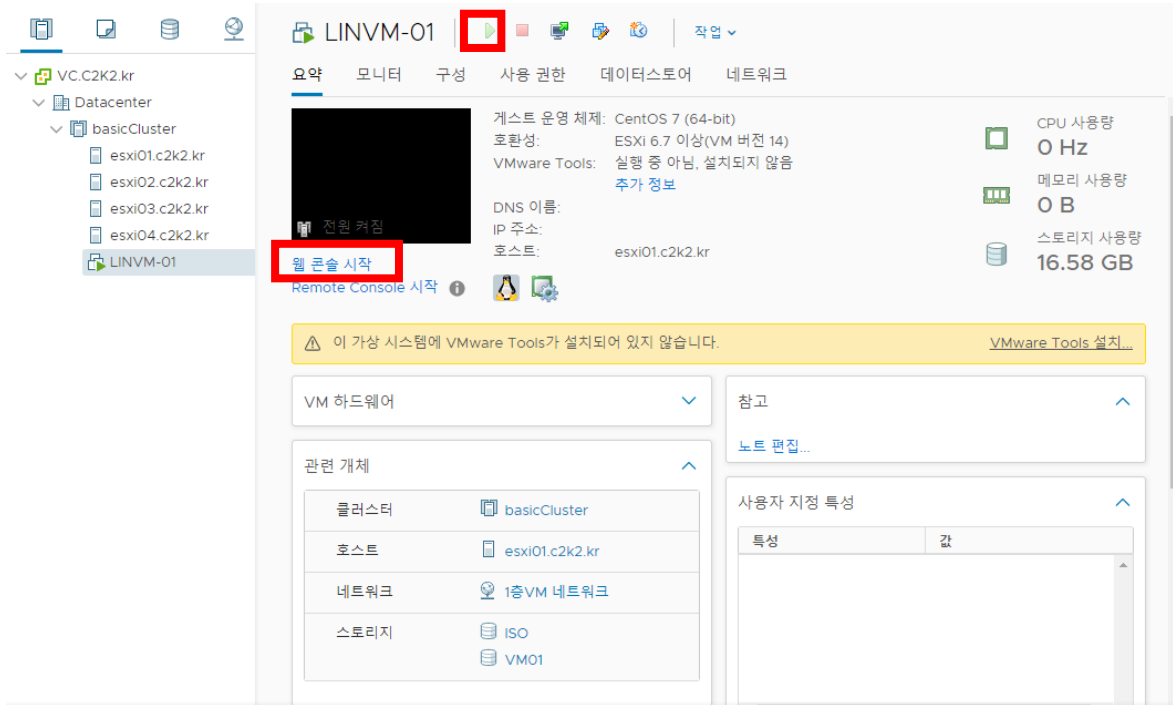 LINVM-01
작업
VC.C2K2.kr
Datacenter
basicCluster
esxi01.c2k2.kr
esxi02.c2k2.kr
esxi03.c2k2.kr
esxi04.c2k2.kr
LINVM-01
요약 모니터 구성 사용 권한 데이터스토어 네트워크
전원 켜짐
웹 콘솔 시작
Remote Console 시작
게스트 운영 체제: CentOS 7 (64-bit)
호환성: ESXi 6.7 이상(VM 버전 14)
VMware Tools: 실행 중 아님, 설치되지 않음
추가 정보
DNS 이름:
IP 주소:
호스트: esxi01.c2k2.kr
CPU 사용량
0 Hz
메모리 사용량
0 B
스토리지 사용량
16.58 GB
이 가상 시스템에 VMware Tools가 설치되어 있지 않습니다. VMware Tools 설치...
VM 하드웨어
관련 개체
클러스터 basicCluster
호스트 esxi01.c2k2.kr
네트워크 1층VM 네트워크
스토리지 ISO
VM01
참고
노트 편집...
사용자 지정 특성
특성 값